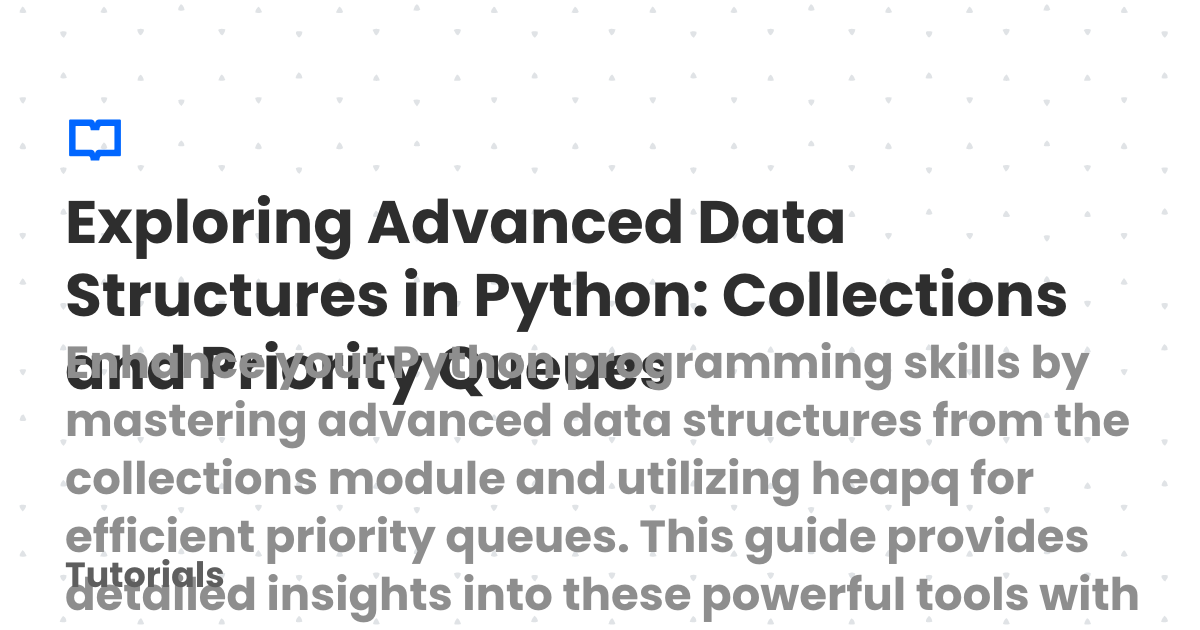 Exploring Advanced Data
Structures in Python: Collections
and Priority Queues
Enhance your Python programming skills by
mastering advanced data structures from the
collections module and utilizing heapq for
efficient priority queues. This guide provides
Tutorials
detailed insights into these powerful tools with